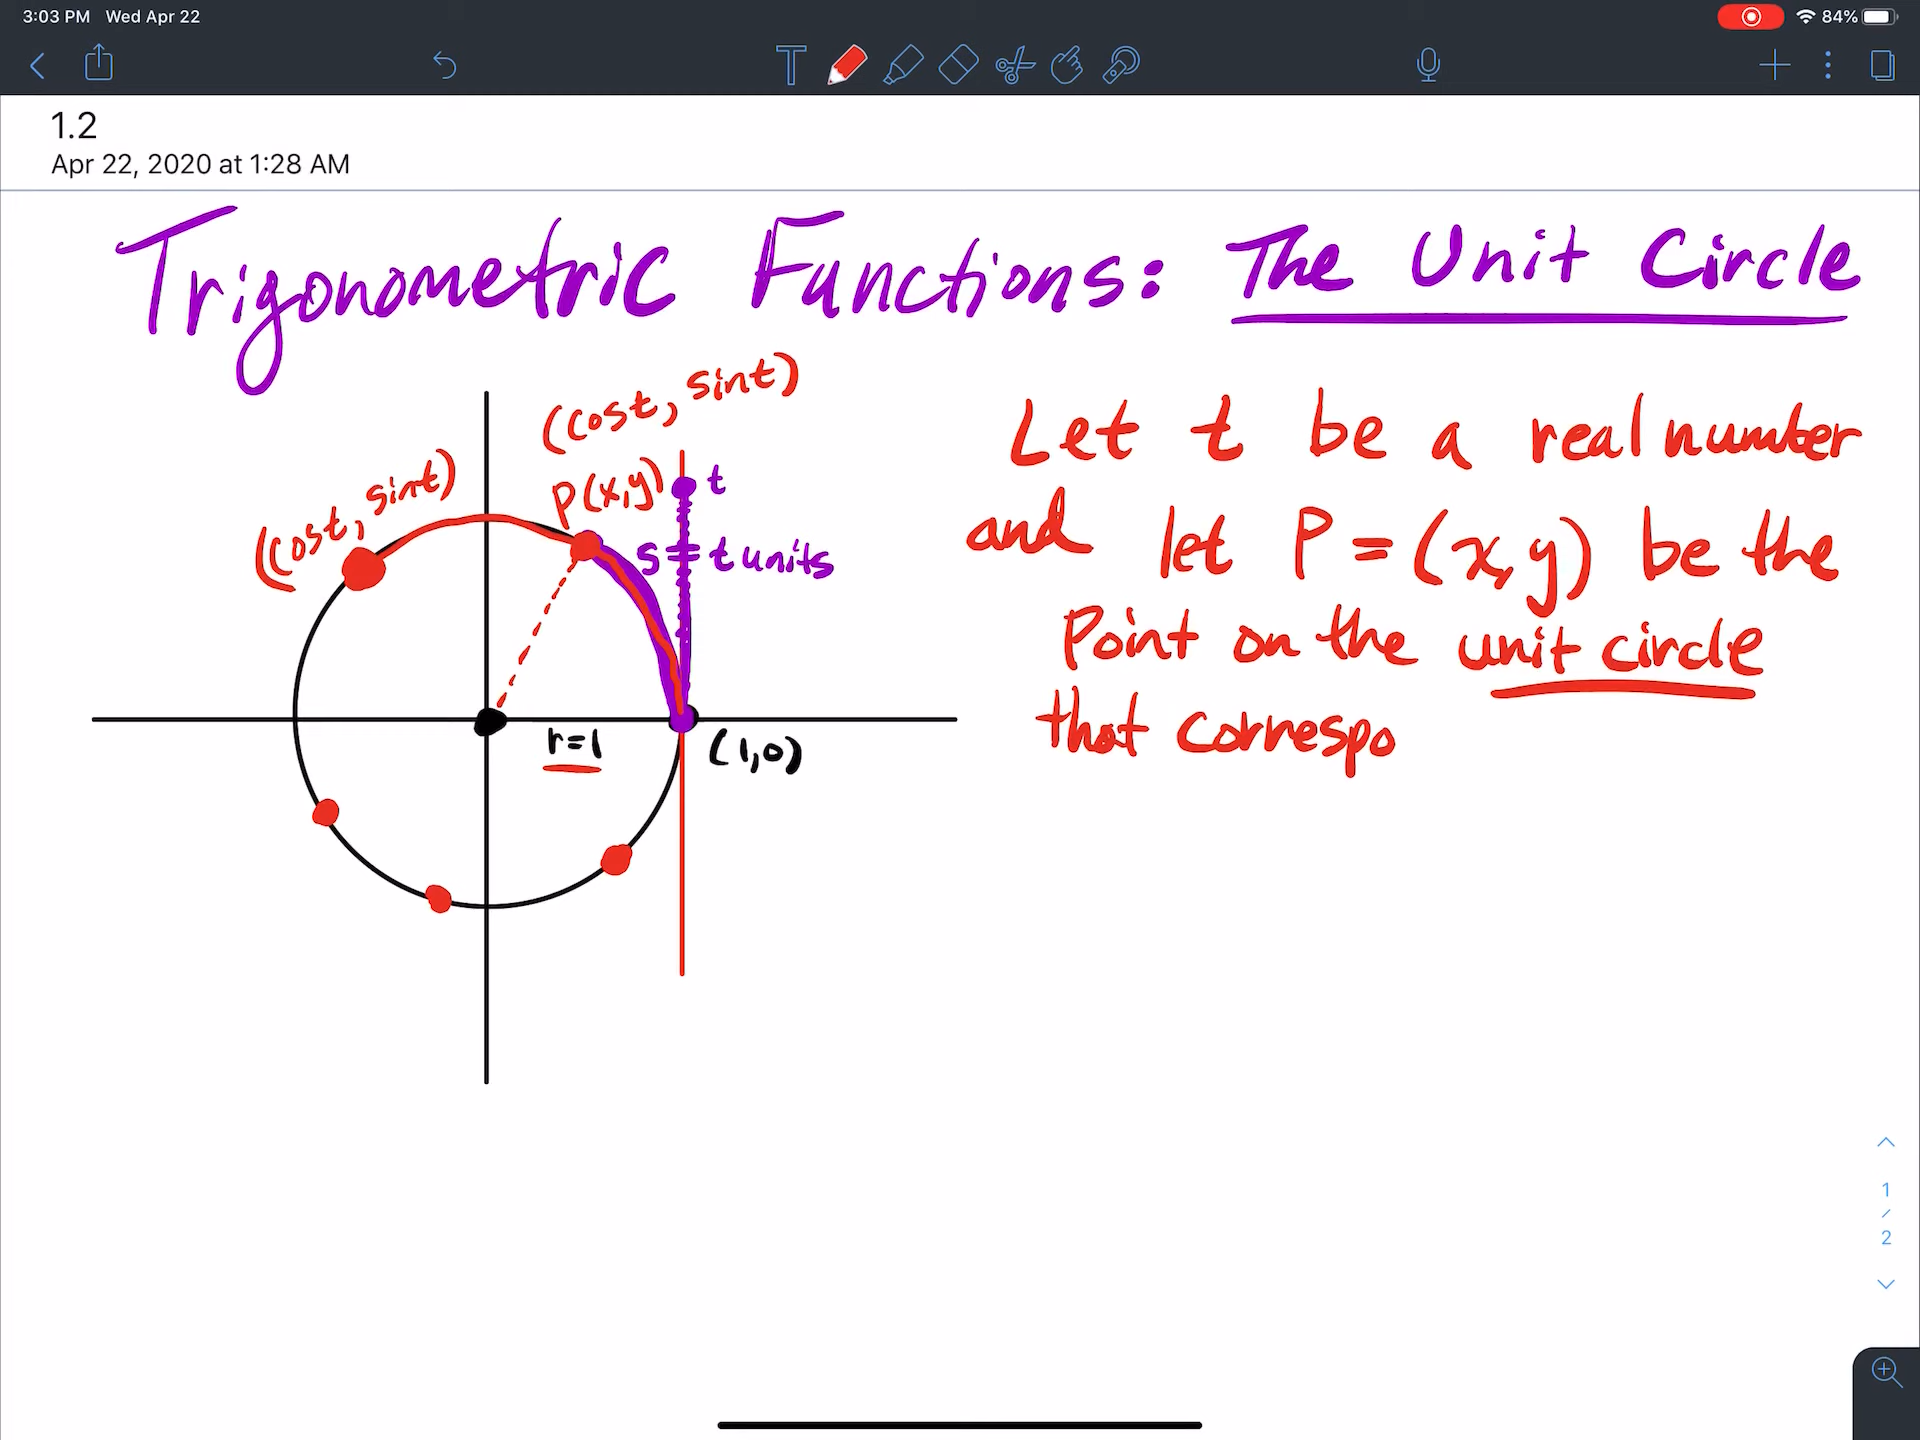 3:03 PM Wed Apr 22
84%
T
1.2
Apr 22, 2020 at 1:28 AM
Trigonometric Functions: The Unit Circle
(cost, sint)
(cost, sint)
P(x,y)
t
s = t units
r=1
(1,0)
Let t be a real number
and let P = (x,y) be the
Point on the unit circle
that correspo
1
/
2